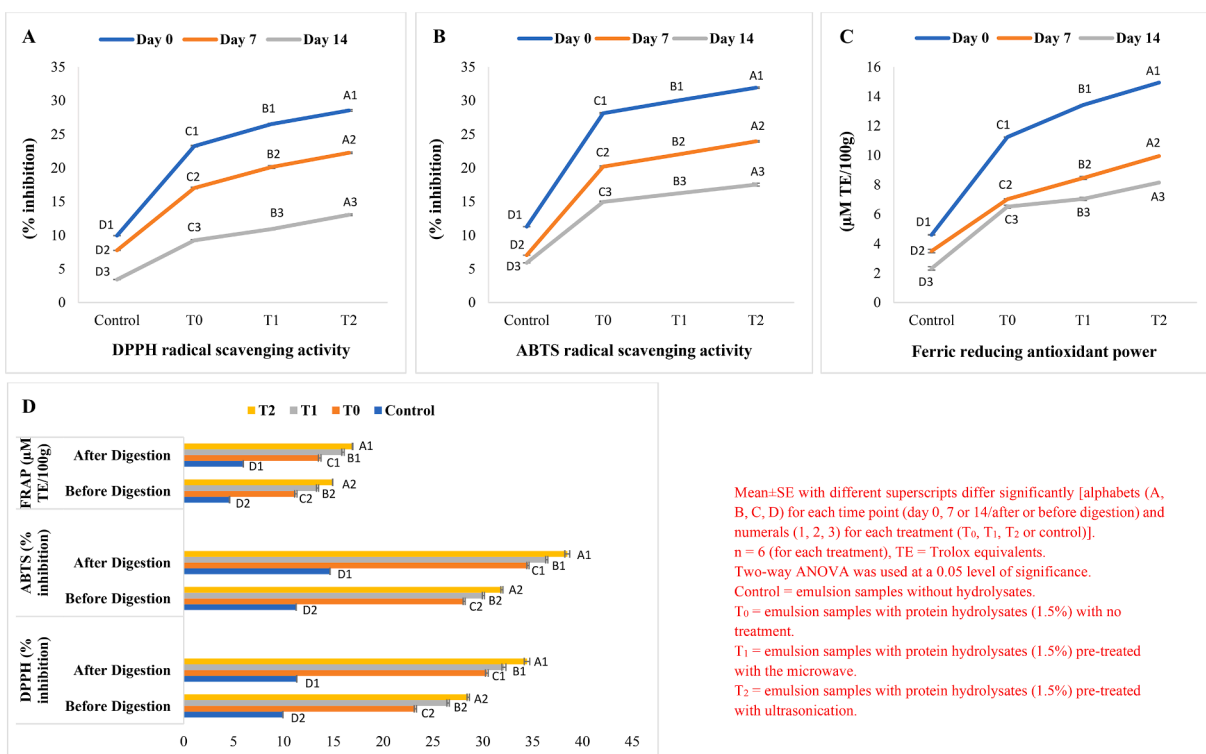 A
Day 0 Day 7 Day 14
35
30
25
20
15
10
5
0
(% inhibition)
D1
D2
D3
C1
C2
C3
B1
B2
B3
A1
A2
A3
Control T0 T1 T2
DPPH radical scavenging activity
B
Day 0 Day 7 Day 14
35
30
25
20
15
10
5
0
(% inhibition)
D1
D2
D3
C1
C2
C3
B1
B2
B3
A1
A2
A3
Control T0 T1 T2
ABTS radical scavenging activity
C
Day 0 Day 7 Day 14
16
14
12
10
8
6
4
2
0
(µM TE/100g)
D1
D2
D3
C1
C2
C3
B1
B2
B3
A1
A2
A3
Control T0 T1 T2
Ferric reducing antioxidant power
D
T2 T1 T0 Control
FRAP (µM
TE/100g)
After Digestion
A1
B1
C1
D1
Before Digestion
A2
B2
C2
D2
ABTS (%
inhibition)
After Digestion
A1
B1
C1
D1
Before Digestion
A2
B2
C2
D2
DPPH (%
inhibition)
After Digestion
A1
B1
C1
D1
Before Digestion
A2
B2
C2
D2
0 5 10 15 20 25 30 35 40 45
Mean±SE with different superscripts differ significantly [alphabets (A,
B, C, D) for each time point (day 0, 7 or 14/after or before digestion) and
numerals (1, 2, 3) for each treatment (T₀, T₁, T₂ or control)].
n = 6 (for each treatment), TE = Trolox equivalents.
Two-way ANOVA was used at a 0.05 level of significance.
Control = emulsion samples without hydrolysates.
T₀ = emulsion samples with protein hydrolysates (1.5%) with no
treatment.
T₁ = emulsion samples with protein hydrolysates (1.5%) pre-treated
with the microwave.
T₂ = emulsion samples with protein hydrolysates (1.5%) pre-treated
with ultrasonication.